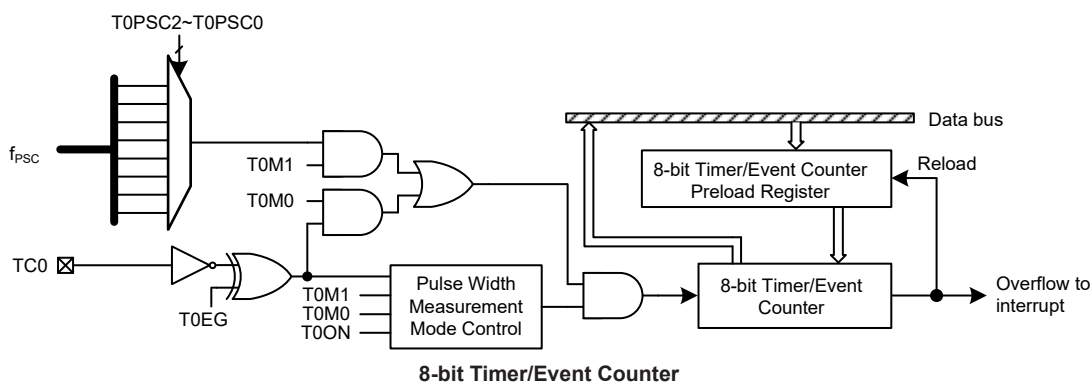 T0PSC2~T0PSC0
fPSC
T0M1
T0M0
TC0
T0EG
T0M1
T0M0
T0ON
Pulse Width
Measurement
Mode Control
Data bus
8-bit Timer/Event Counter
Preload Register
Reload
8-bit Timer/Event
Counter
Overflow to
interrupt
8-bit Timer/Event Counter